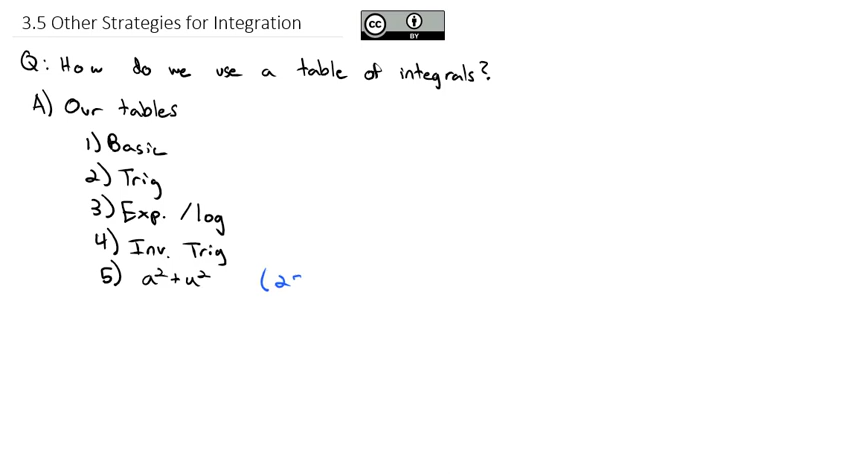 3.5 Other Strategies for Integration
cc BY
Q: How do we use a table of integrals?
A) Our tables
1) Basic
2) Trig
3) Exp. / log
4) Inv. Trig
5) a² + u² (2